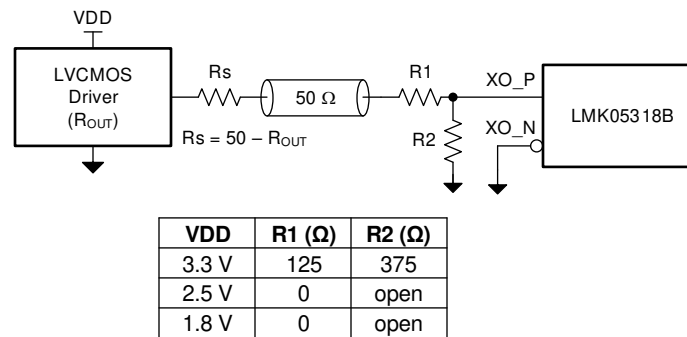 VDD
LVCMOS
Driver
(ROUT)
Rs
50 Ω
R1
XO_P
LMK05318B
R2
XO_N
Rs = 50 – ROUT
VDD R1 (Ω) R2 (Ω)
3.3 V 125 375
2.5 V 0 open
1.8 V 0 open